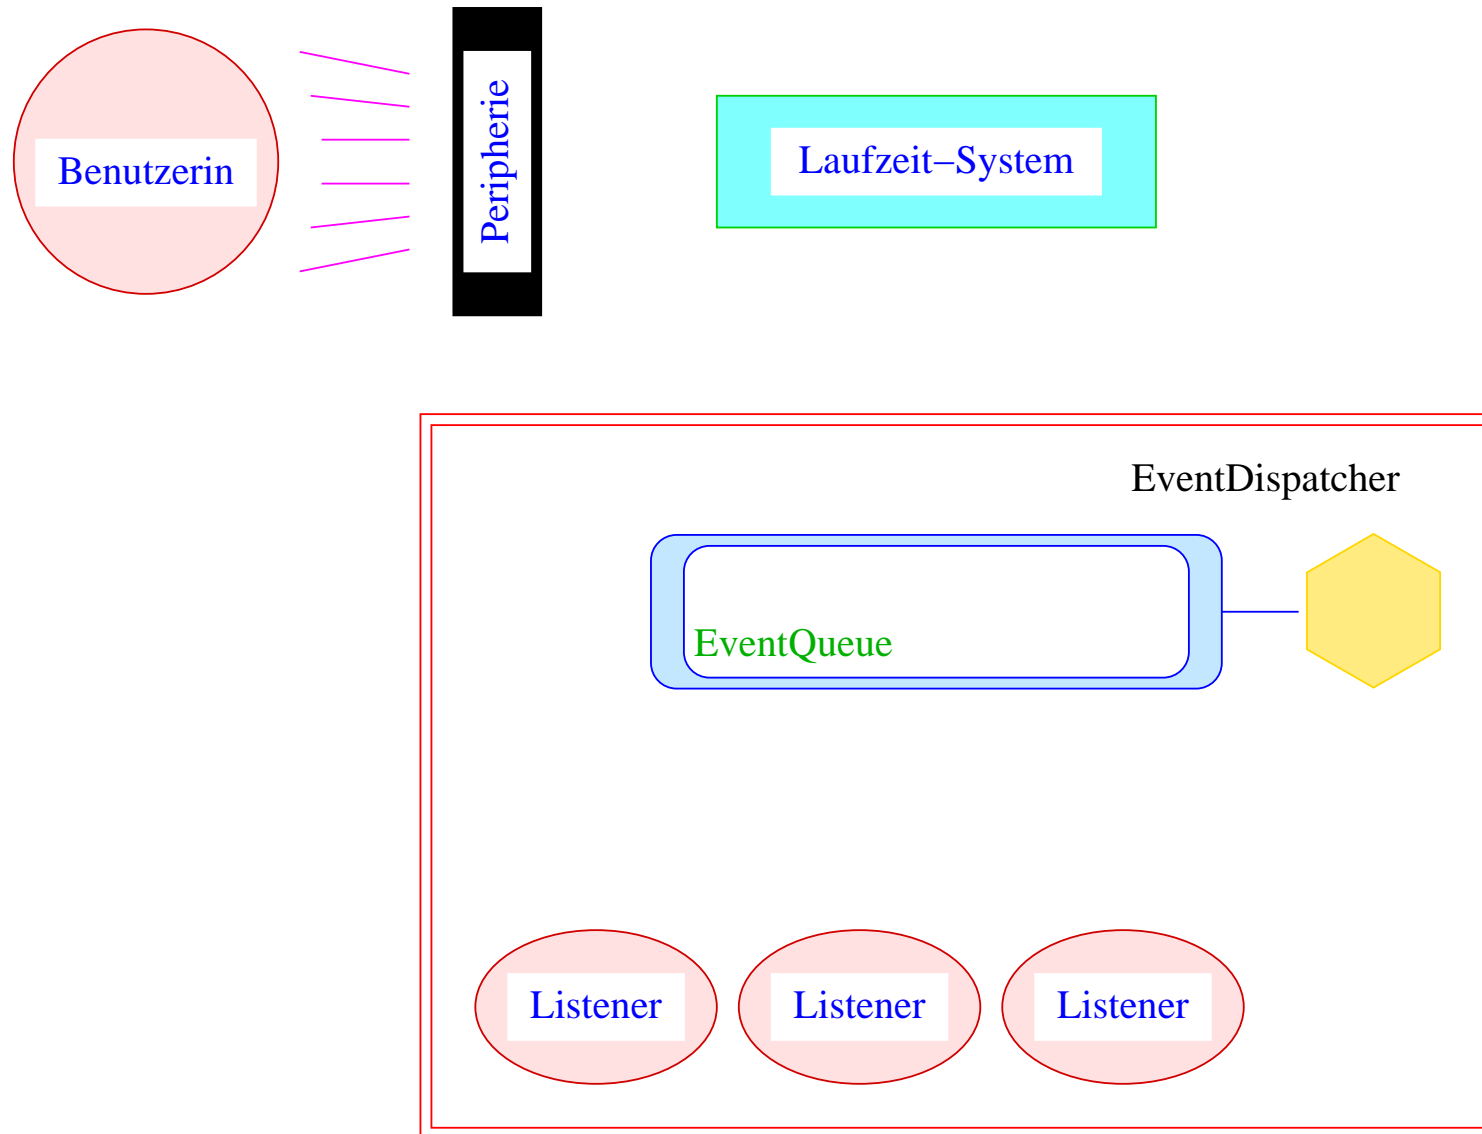 Benutzerin
Peripherie
Laufzeit–System
EventDispatcher
EventQueue
Listener
Listener
Listener